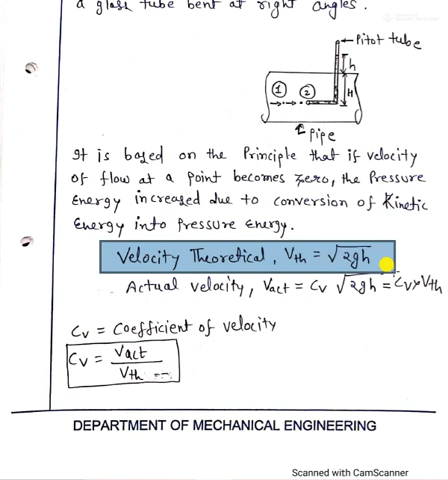 a glass tube bent at right angles.
Pitot tube
h
① ② H
Pipe
It is based on the Principle that if velocity
of flow at a point becomes zero, the Pressure
Energy increased due to conversion of Kinetic
Energy into Pressure Energy.
Velocity Theoretical, Vth = √2gh
Actual velocity, Vact = Cv √2gh = Cv × Vth
Cv = Coefficient of velocity
Cv = Vact / Vth
DEPARTMENT OF MECHANICAL ENGINEERING
Scanned with CamScanner